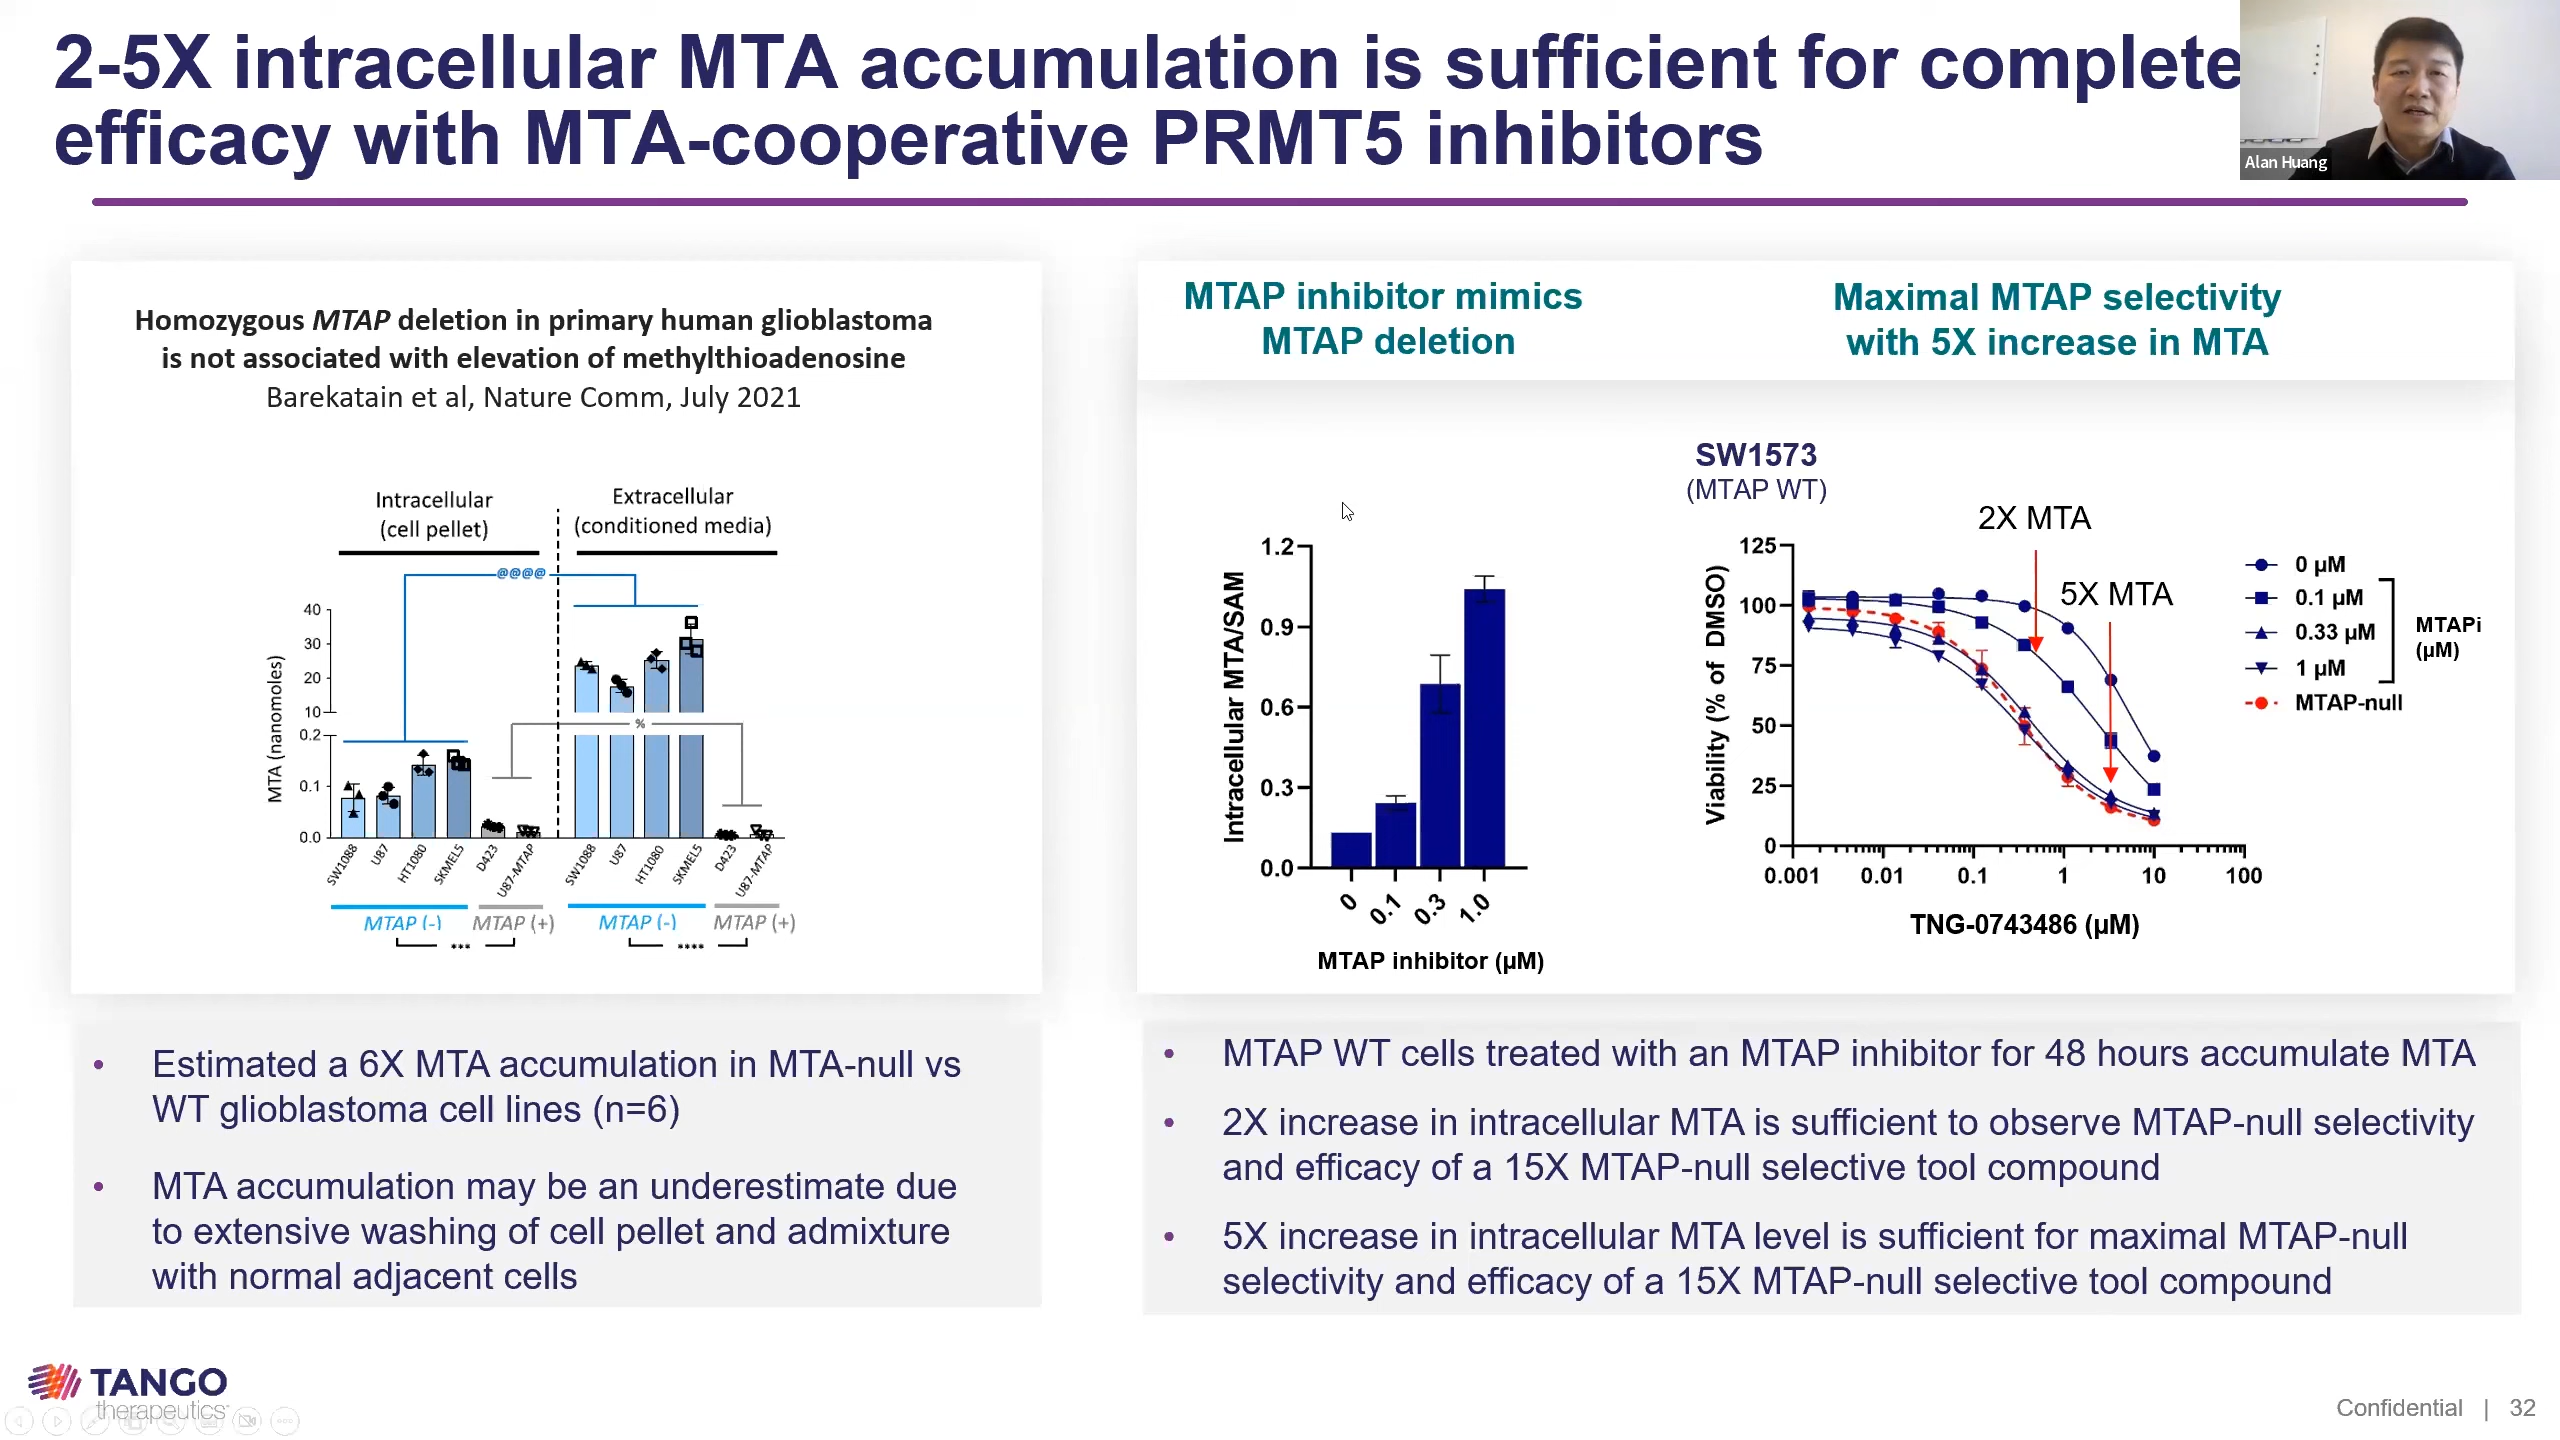 2-5X intracellular MTA accumulation is sufficient for complete
efficacy with MTA-cooperative PRMT5 inhibitors
Alan Huang
Homozygous MTAP deletion in primary human glioblastoma
is not associated with elevation of methylthioadenosine
Barekatain et al, Nature Comm, July 2021
Intracellular
(cell pellet)
Extracellular
(conditioned media)
@@@@
%
MTA (nanomoles)
40
30
20
10
0.2
0.1
0.0
SW1088
U87
HT1080
SKMEL5
D423
U87-MTAP
SW1088
U87
HT1080
SKMEL5
D423
U87-MTAP
MTAP (-)
MTAP (+)
MTAP (-)
MTAP (+)
***
****
Estimated a 6X MTA accumulation in MTA-null vs
WT glioblastoma cell lines (n=6)
MTA accumulation may be an underestimate due
to extensive washing of cell pellet and admixture
with normal adjacent cells
MTAP inhibitor mimics
MTAP deletion
Maximal MTAP selectivity
with 5X increase in MTA
Intracellular MTA/SAM
1.2
0.9
0.6
0.3
0.0
0
0.1
0.3
1.0
MTAP inhibitor (µM)
SW1573
(MTAP WT)
2X MTA
5X MTA
Viability (% of DMSO)
125
100
75
50
25
0
0.001
0.01
0.1
1
10
100
TNG-0743486 (µM)
0 µM
0.1 µM
0.33 µM
1 µM
MTAP-null
MTAPi
(µM)
• MTAP WT cells treated with an MTAP inhibitor for 48 hours accumulate MTA
• 2X increase in intracellular MTA is sufficient to observe MTAP-null selectivity
and efficacy of a 15X MTAP-null selective tool compound
• 5X increase in intracellular MTA level is sufficient for maximal MTAP-null
selectivity and efficacy of a 15X MTAP-null selective tool compound
TANGO
therapeutics
Confidential | 32